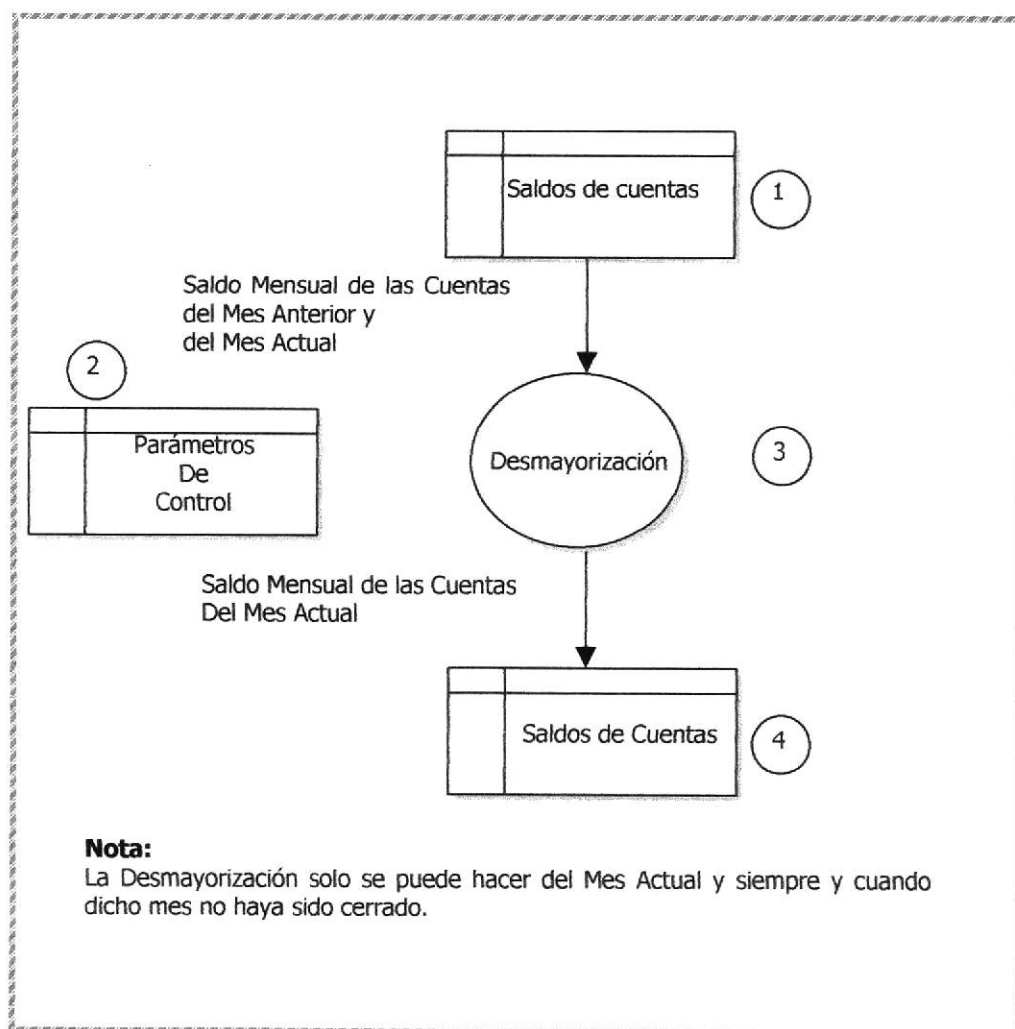 Saldos de cuentas
1
Saldo Mensual de las Cuentas
del Mes Anterior y
del Mes Actual
2
Parámetros
De
Control
Desmayorización
3
Saldo Mensual de las Cuentas
Del Mes Actual
Saldos de Cuentas
4
Nota:
La Desmayorización solo se puede hacer del Mes Actual y siempre y cuando
dicho mes no haya sido cerrado.